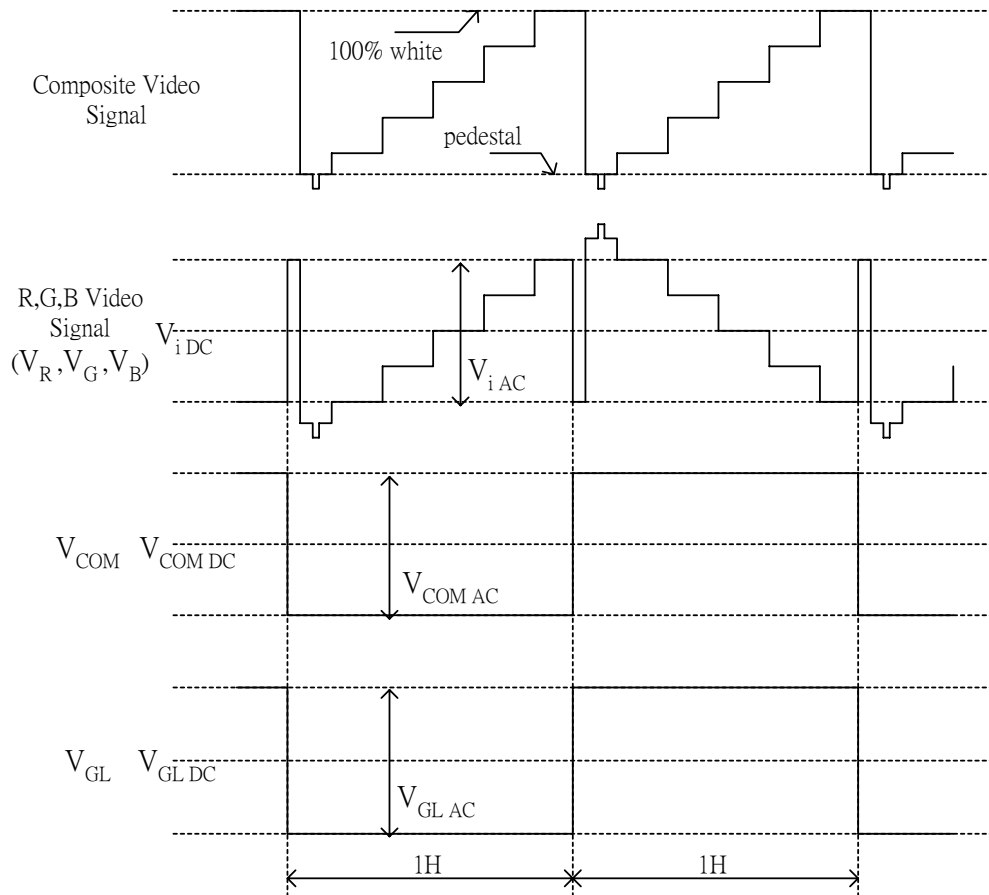 100% white
Composite Video
Signal
pedestal
R,G,B Video
Signal
(V_R,V_G,V_B)
V_i DC
V_i AC
V_COM V_COM DC
V_COM AC
V_GL V_GL DC
V_GL AC
1H 1H